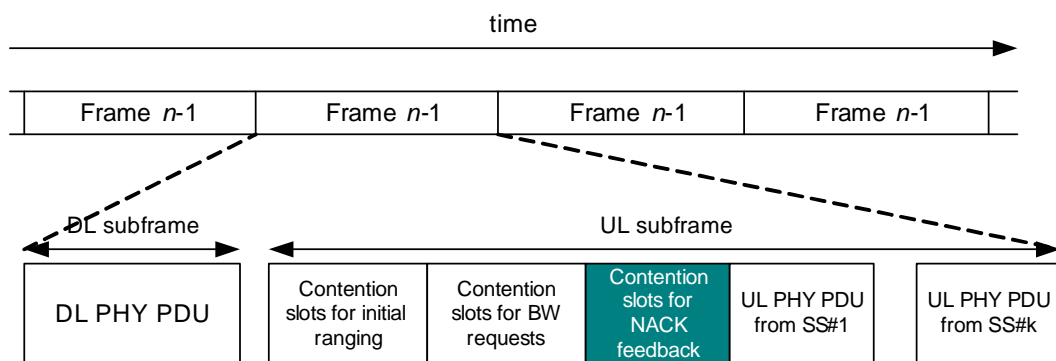 time
Frame n-1
Frame n-1
Frame n-1
Frame n-1
DL subframe
UL subframe
DL PHY PDU
Contention
slots for initial
ranging
Contention
slots for BW
requests
Contention
slots for
NACK
feedback
UL PHY PDU
from SS#1
UL PHY PDU
from SS#k